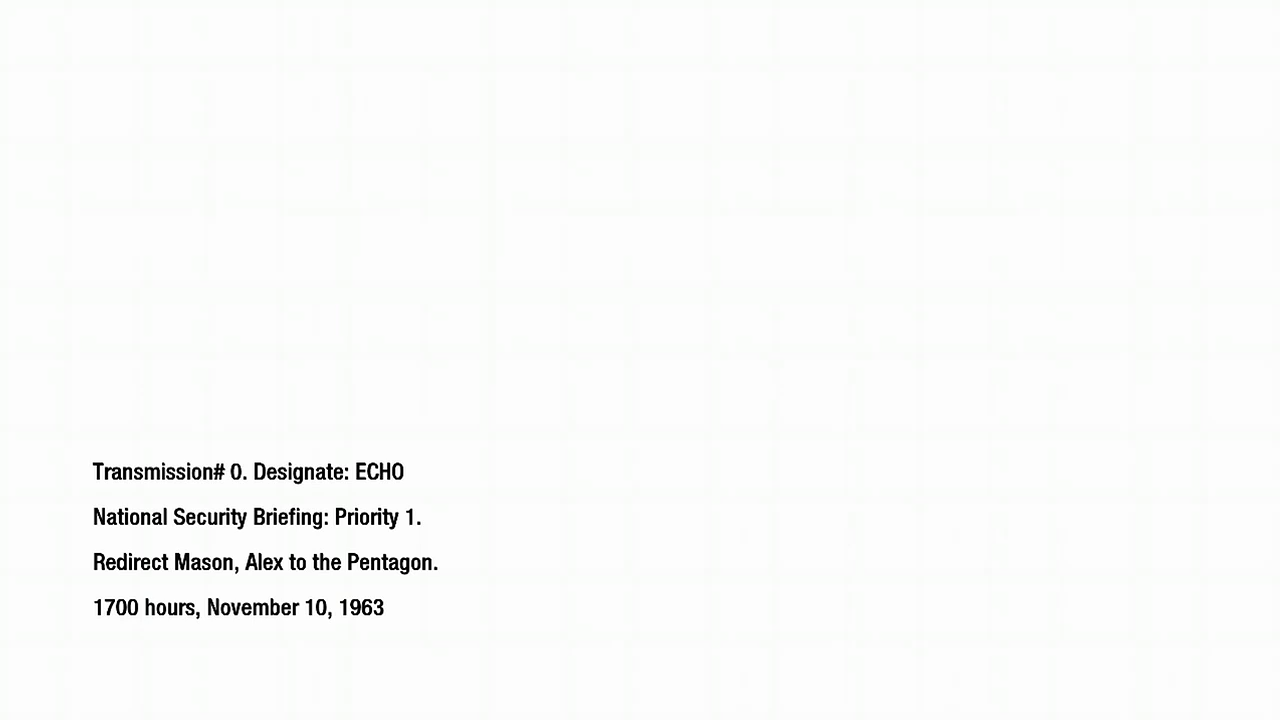 Transmission# 0. Designate: ECHO
National Security Briefing: Priority 1.
Redirect Mason, Alex to the Pentagon.
1700 hours, November 10, 1963